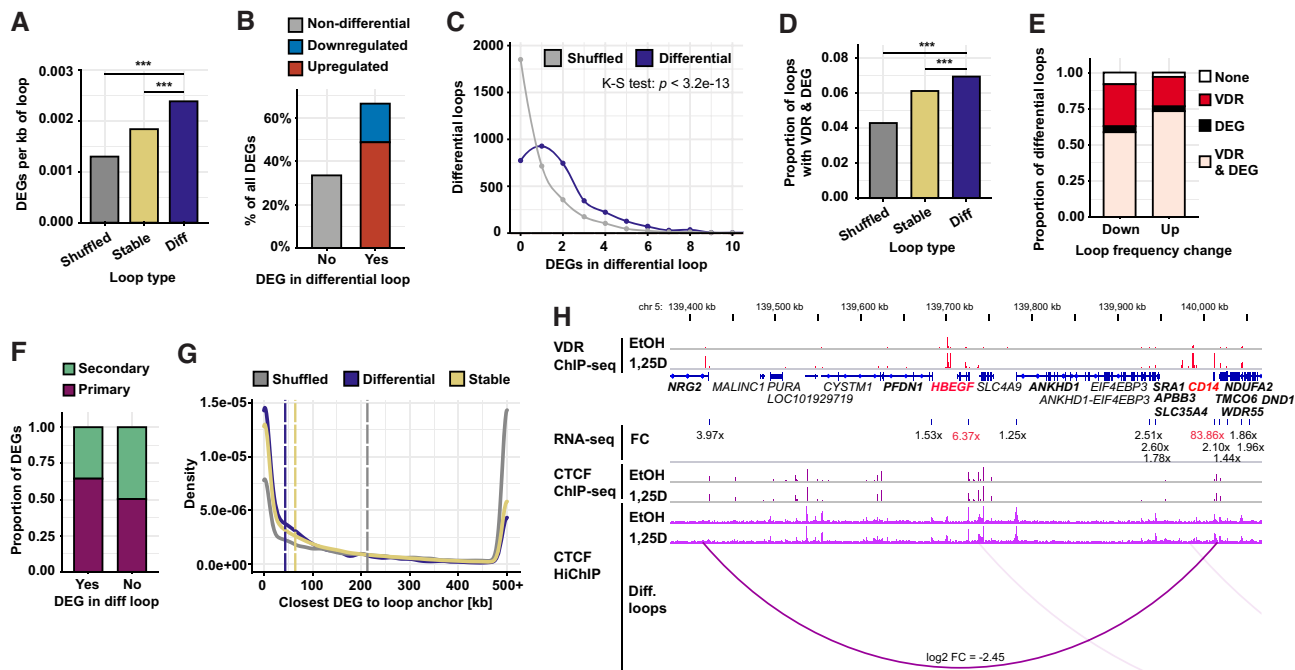 A
DEGs per kb of loop
0.003
0.002
0.001
0.000
***
***
Shuffled
Stable
Diff
Loop type
B
Non-differential
Downregulated
Upregulated
% of all DEGs
60%
40%
20%
0%
No
Yes
DEG in differential loop
C
Differential loops
2000
1500
1000
500
0
Shuffled
Differential
K-S test: p < 3.2e-13
0
2
4
6
8
10
DEGs in differential loop
D
Proportion of loops
with VDR & DEG
0.08
0.06
0.04
0.02
0.00
***
***
Shuffled
Stable
Diff
Loop type
E
Proportion of differential loops
1.00
0.75
0.50
0.25
0.00
None
VDR
DEG
VDR
& DEG
Down
Up
Loop frequency change
F
Secondary
Primary
Proportion of DEGs
1.00
0.75
0.50
0.25
0.00
Yes
No
DEG in diff loop
G
Shuffled
Differential
Stable
Density
1.5e-05
1.0e-05
5.0e-06
0.0e+00
0
100
200
300
400
500+
Closest DEG to loop anchor [kb]
H
chr 5:
139,400 kb
139,500 kb
139,600 kb
139,700 kb
139,800 kb
139,900 kb
140,000 kb
VDR
ChIP-seq
EtOH
1,25D
NRG2
MALINC1
PURA
CYSTM1
PFDN1
HBEGF
SLC4A9
ANKHD1
EIF4EBP3
SRA1
CD14
NDUFA2
LOC101929719
ANKHD1-EIF4EBP3
APBB3
TMCO6
DND1
SLC35A4
WDR55
RNA-seq
FC
3.97x
1.53x
6.37x
1.25x
2.51x
83.86x
1.86x
2.60x
2.10x
1.96x
1.78x
1.44x
CTCF
ChIP-seq
EtOH
1,25D
CTCF
HiChIP
EtOH
1,25D
Diff.
loops
log2 FC = -2.45